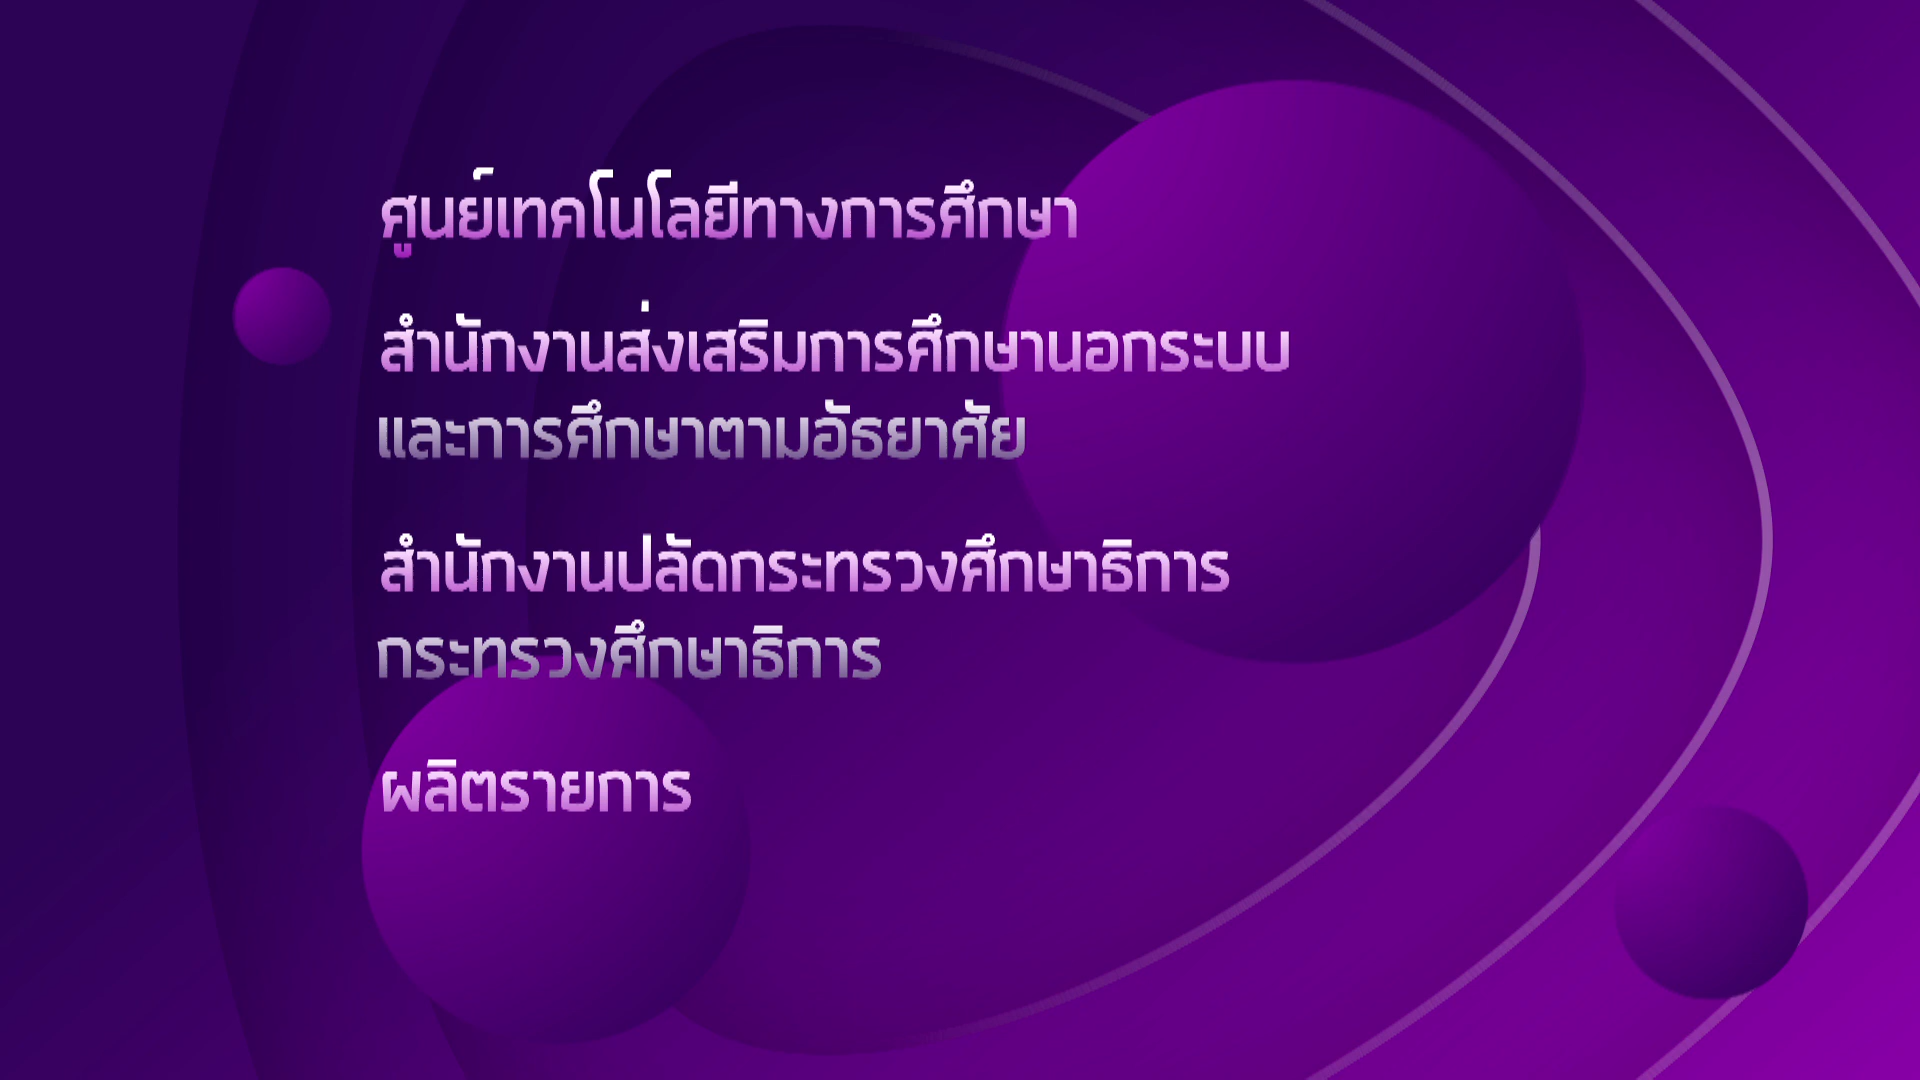 ศูนย์เทคโนโลยีทางการศึกษา
สำนักงานส่งเสริมการศึกษานอกระบบ
และการศึกษาตามอัธยาศัย
สำนักงานปลัดกระทรวงศึกษาธิการ
กระทรวงศึกษาธิการ
ผลิตรายการ